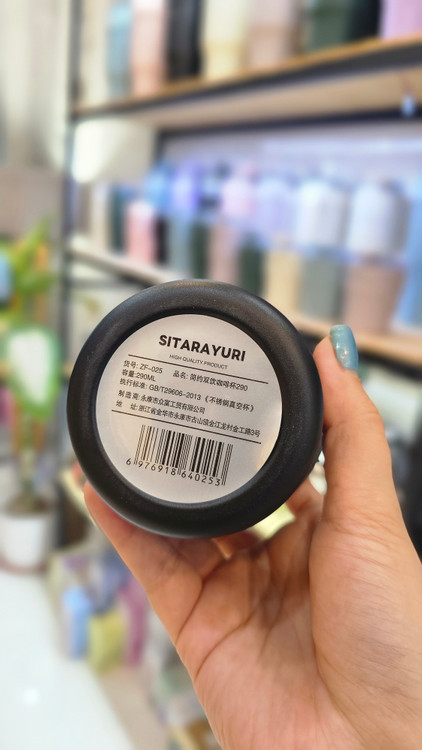 SITARAYURI
HIGH QUALITY PRODUCT
货号: ZF-025 品名: 简约双饮咖啡杯290
容量:290ML
执行标准: GB/T29606-2013《不锈钢真空杯》
制造商:永康市众富工贸有限公司
地 址:浙江省金华市永康市古山镇金江龙村金工路3号
6 976918 640253